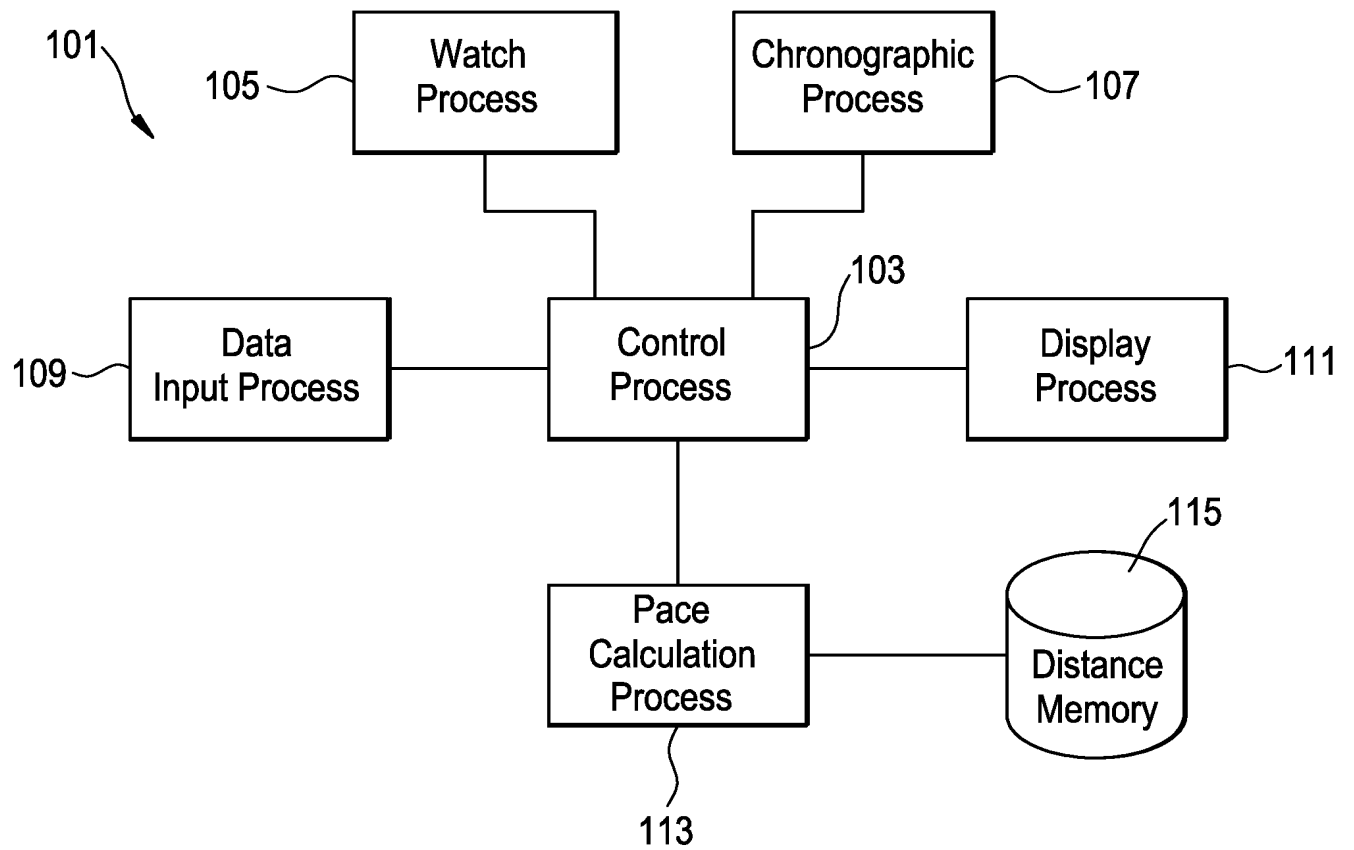 101
105
Watch
Process
Chronographic
Process
107
109
Data
Input Process
Control
Process
103
Display
Process
111
Pace
Calculation
Process
113
115
Distance
Memory